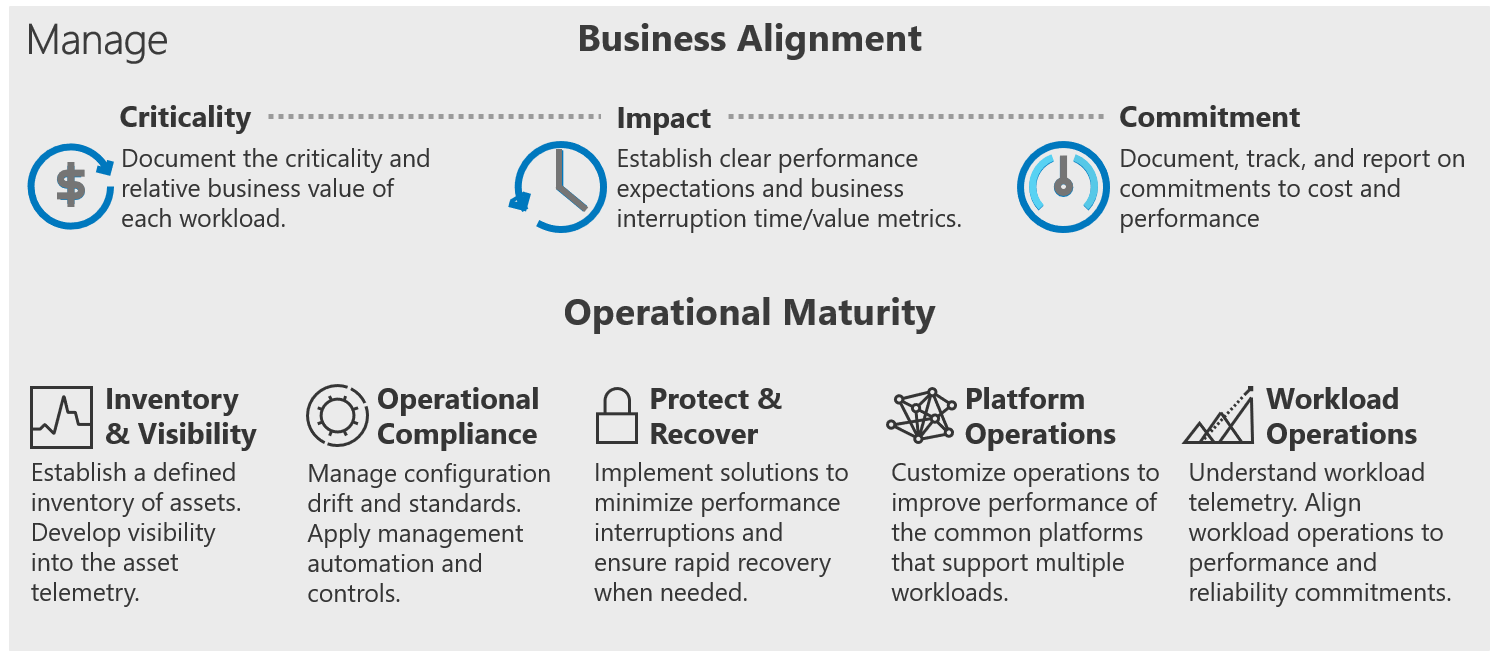 Manage
Business Alignment
Criticality
Document the criticality and
relative business value of
each workload.
Impact
Establish clear performance
expectations and business
interruption time/value metrics.
Commitment
Document, track, and report on
commitments to cost and
performance
Operational Maturity
Inventory
& Visibility
Establish a defined
inventory of assets.
Develop visibility
into the asset
telemetry.
Operational
Compliance
Manage configuration
drift and standards.
Apply management
automation and
controls.
Protect &
Recover
Implement solutions to
minimize performance
interruptions and
ensure rapid recovery
when needed.
Platform
Operations
Customize operations to
improve performance of
the common platforms
that support multiple
workloads.
Workload
Operations
Understand workload
telemetry. Align
workload operations to
performance and
reliability commitments.
$